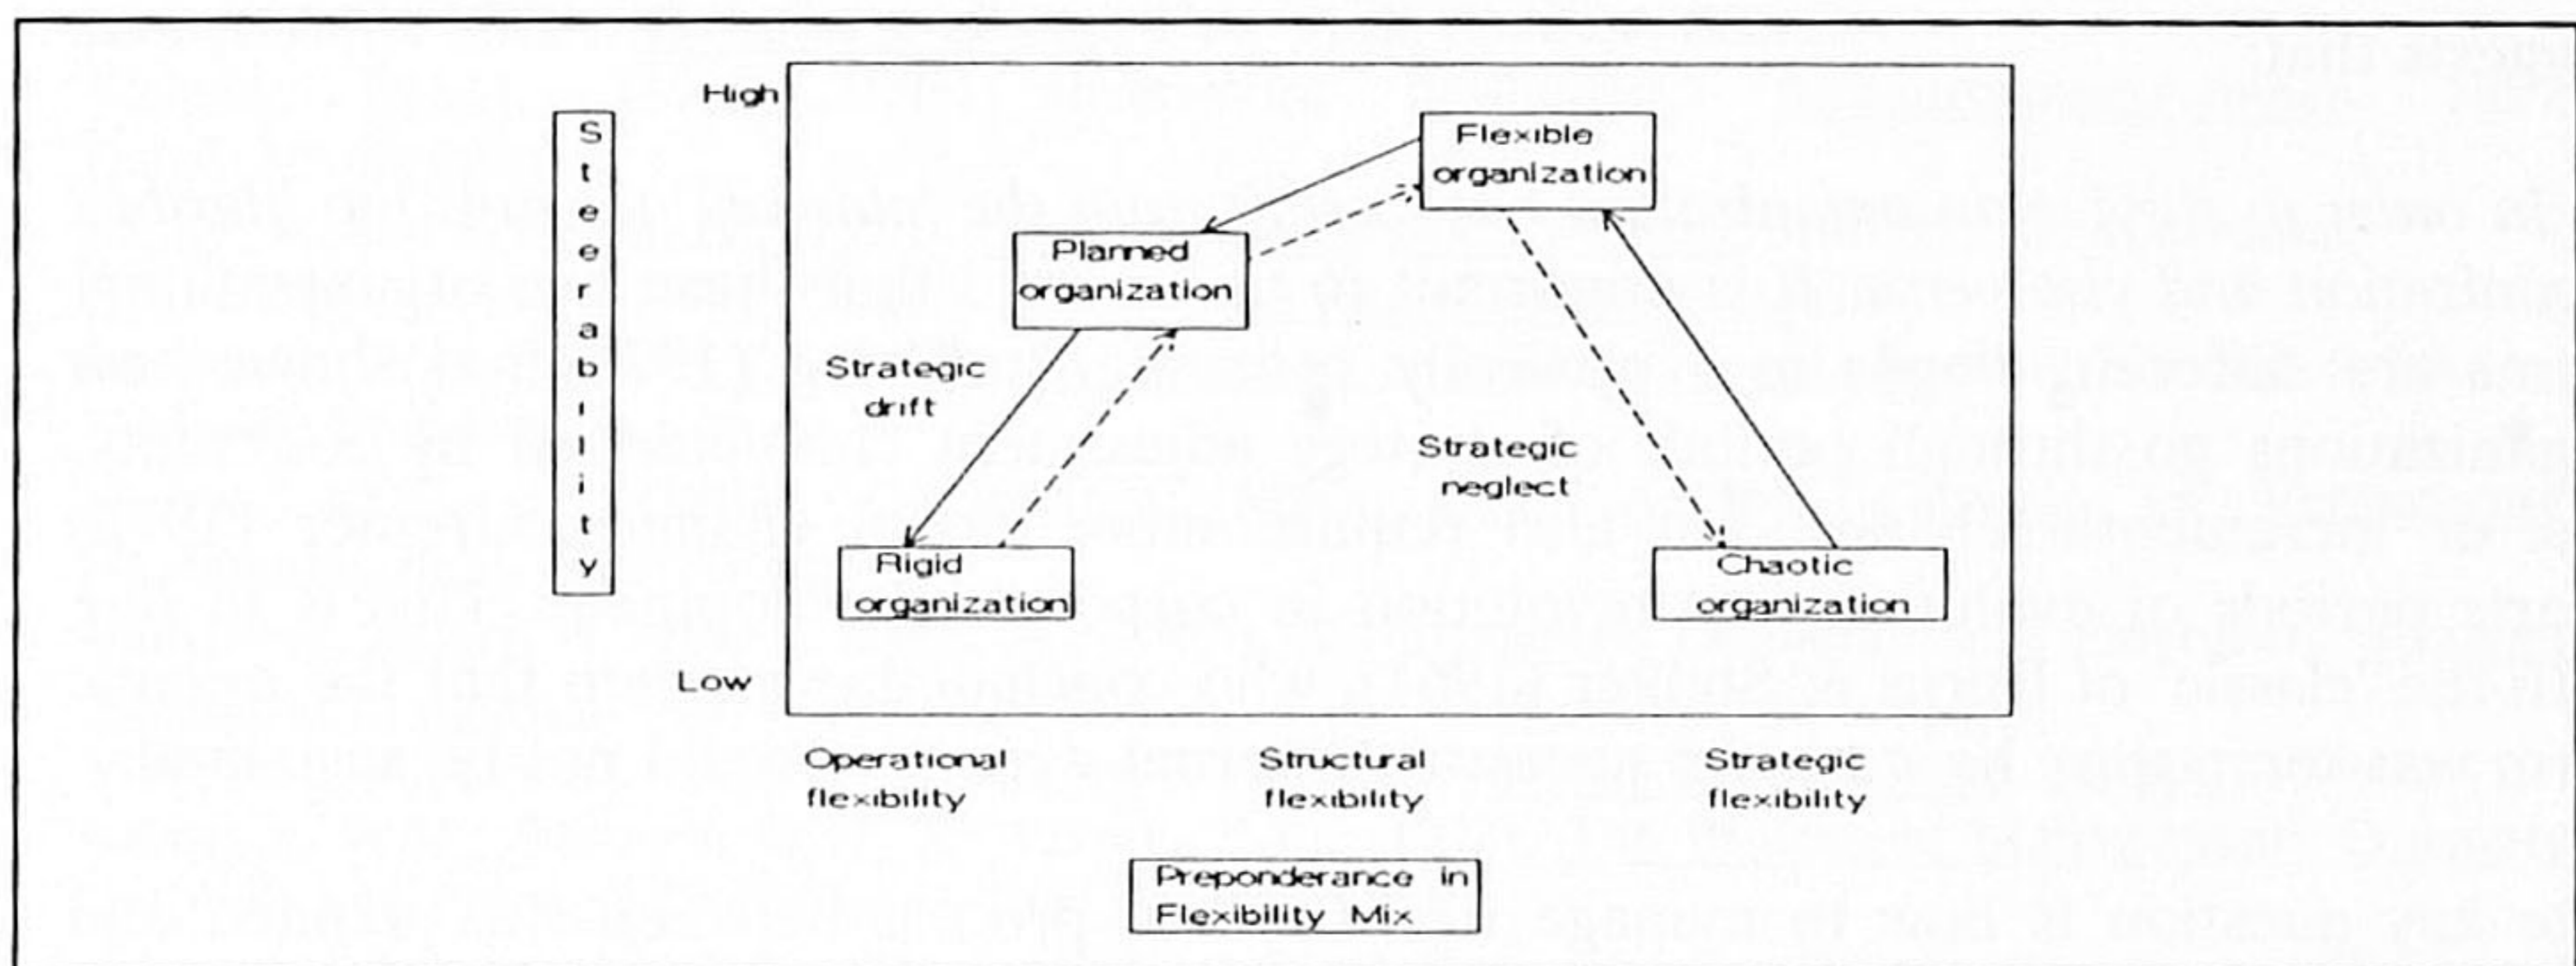 High
Steerability
Flexible
organization
Planned
organization
Strategic
drift
Strategic
neglect
Rigid
organization
Chaotic
organization
Low
Operational
flexibility
Structural
flexibility
Strategic
flexibility
Preponderance in
Flexibility Mix